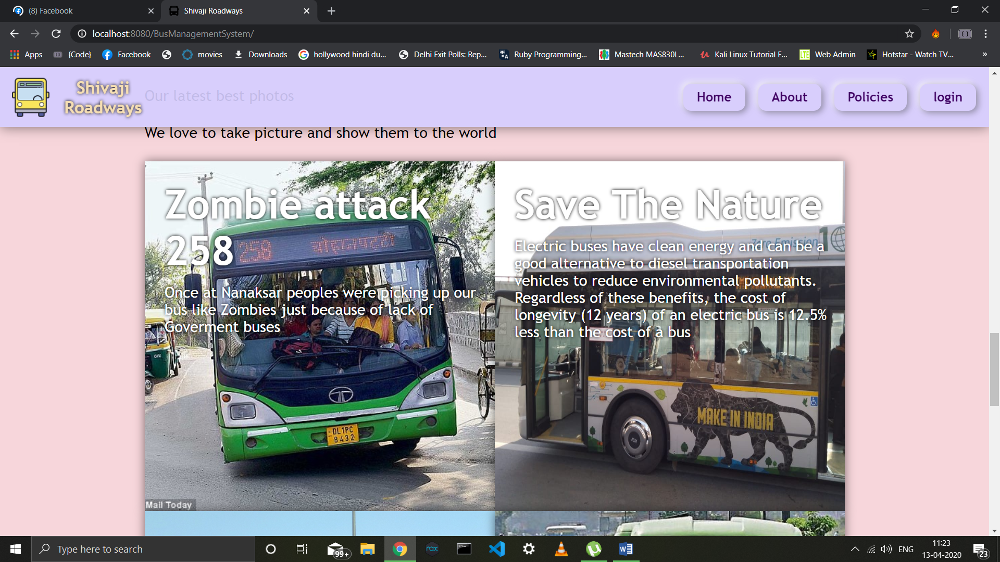 (8) Facebook
Shivaji Roadways
localhost:8080/BusManagementSystem/
Apps
{Code}
Facebook
movies
Downloads
hollywood hindi du...
Delhi Exit Polls: Rep...
Ruby Programming...
Mastech MAS830L...
Kali Linux Tutorial F...
LTE
Web Admin
Hotstar - Watch TV...
»
Shivaji
Roadways
Our latest best photos
Home
About
Policies
login
We love to take picture and show them to the world
Zombie attack
258
258
Once at Nanaksar peoples were picking up our
bus like Zombies just because of lack of
Goverment buses
CNG
DL1PC
8432
Mail Today
Save The Nature
Zero Emission
Electric buses have clean energy and can be a
good alternative to diesel transportation
vehicles to reduce environmental pollutants.
Regardless of these benefits, the cost of
longevity (12 years) of an electric bus is 12.5%
less than the cost of a bus
MAKE IN INDIA
JBM
Type here to search
99+
nox
ENG
11:23
13-04-2020
23